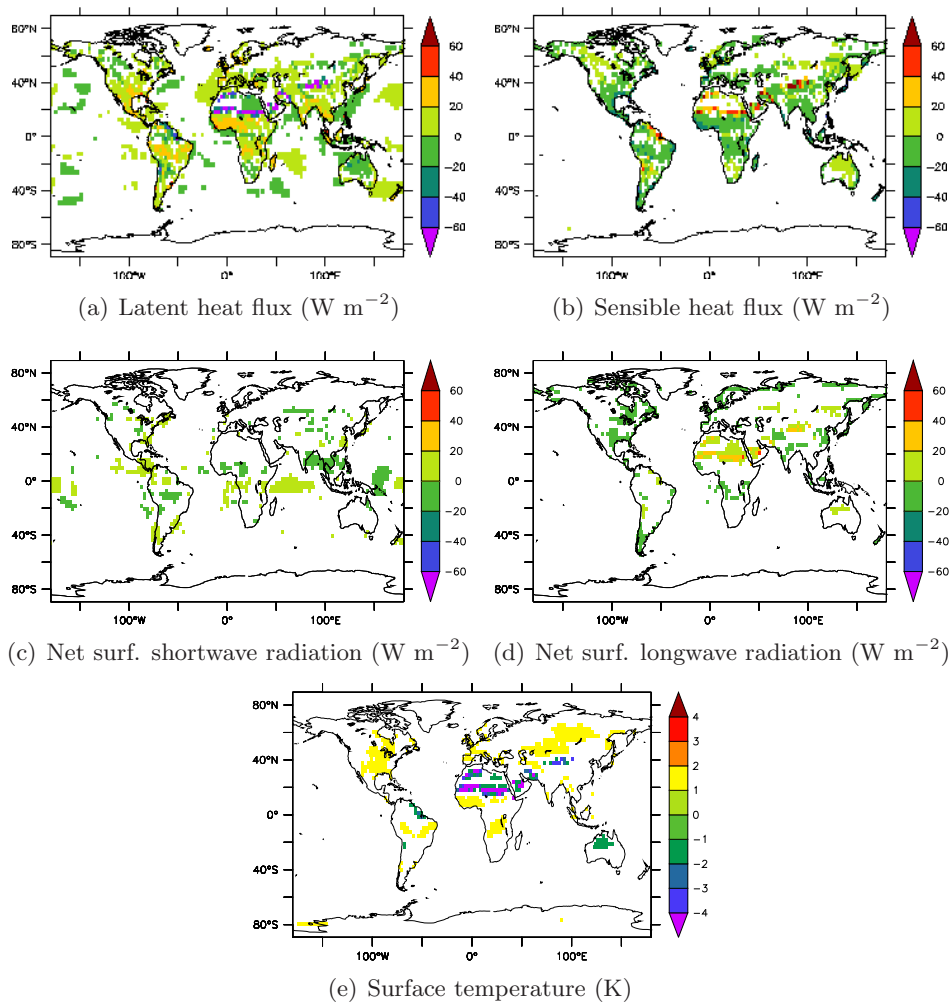 80°N
40°N
0°
40°S
80°S
100°W 0° 100°E
60
40
20
0
−20
−40
−60
(a) Latent heat flux (W m−2)
80°N
40°N
0°
40°S
80°S
100°W 0° 100°E
60
40
20
0
−20
−40
−60
(b) Sensible heat flux (W m−2)
80°N
40°N
0°
40°S
80°S
100°W 0° 100°E
60
40
20
0
−20
−40
−60
(c) Net surf. shortwave radiation (W m−2)
80°N
40°N
0°
40°S
80°S
100°W 0° 100°E
60
40
20
0
−20
−40
−60
(d) Net surf. longwave radiation (W m−2)
80°N
40°N
0°
40°S
80°S
100°W 0° 100°E
4
3
2
1
0
−1
−2
−3
−4
(e) Surface temperature (K)